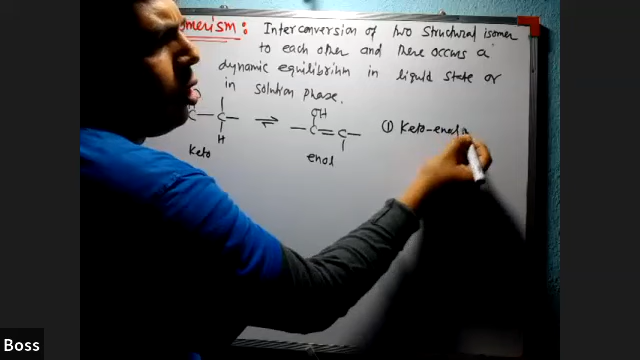 merism: Interconversion of two structural isomer
to each other and there occurs a
dynamic equilibrium in liquid state or
in solution phase.
OH
C — C — ⇌ — C = C — ① Keto-enol
H
Keto
enol
Boss